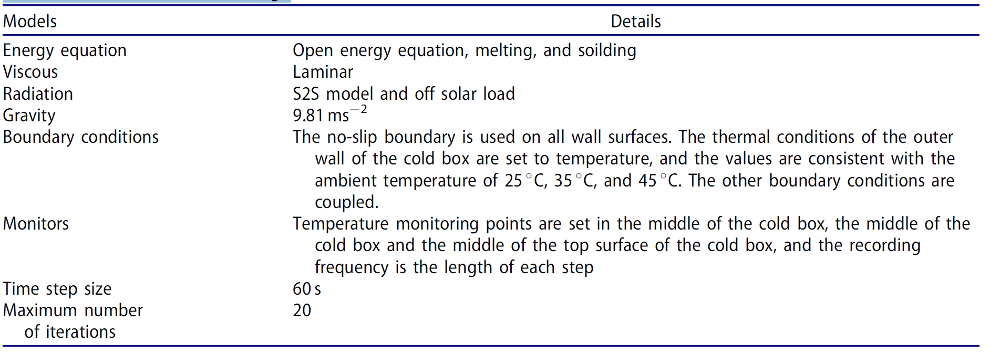 Models Details
Energy equation Open energy equation, melting, and soilding
Viscous Laminar
Radiation S2S model and off solar load
Gravity 9.81 ms−2
Boundary conditions The no-slip boundary is used on all wall surfaces. The thermal conditions of the outer
wall of the cold box are set to temperature, and the values are consistent with the
ambient temperature of 25 °C, 35 °C, and 45 °C. The other boundary conditions are
coupled.
Monitors Temperature monitoring points are set in the middle of the cold box, the middle of the
cold box and the middle of the top surface of the cold box, and the recording
frequency is the length of each step
Time step size 60 s
Maximum number 20
of iterations